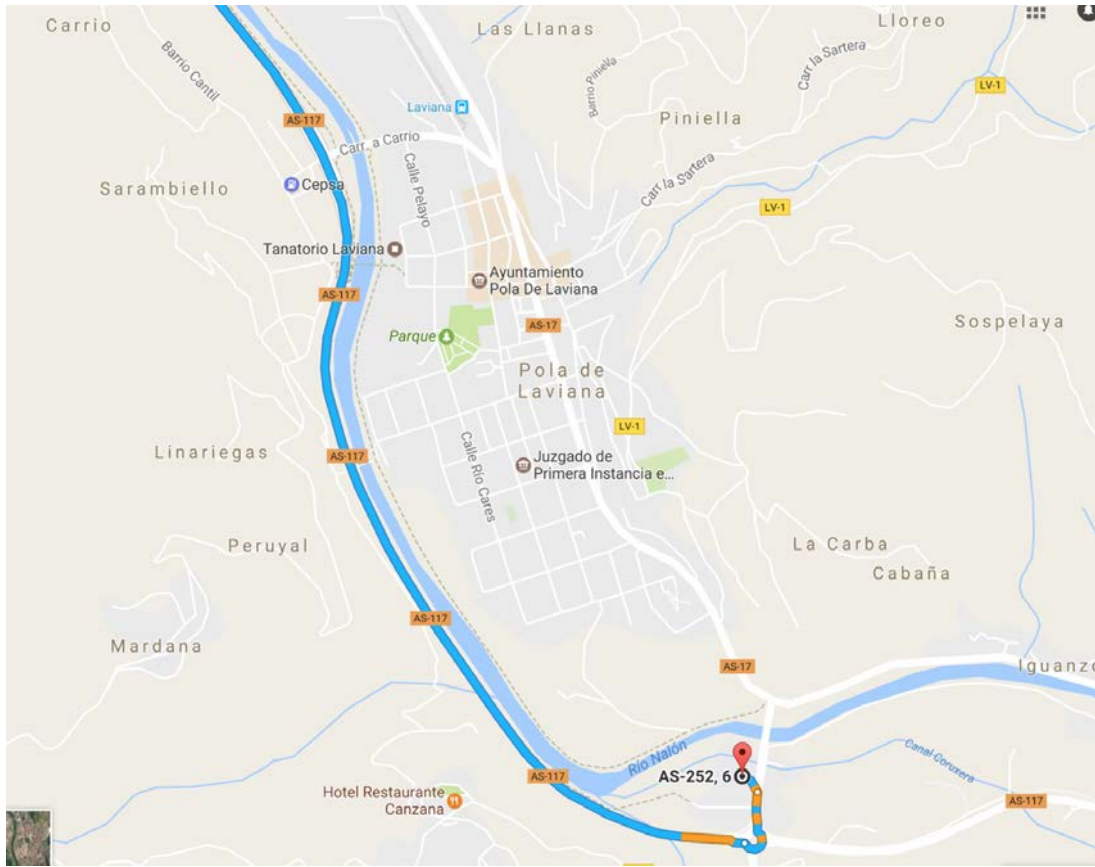 Carrio
Las Llanas
Lloreo
Barrio Cantil
Barrio Piniella
Carr. la Sartera
LV-1
Laviana
AS-117
Piniella
Carr. a Carrio
Carr. la Sartera
Sarambiello
Cepsa
Calle Pelayo
LV-1
Tanatorio Laviana
Ayuntamiento
Pola De Laviana
AS-117
AS-17
Sospelaya
Parque
Pola de
Laviana
LV-1
Linariegas
AS-117
Calle Río Cares
Juzgado de
Primera Instancia e...
Peruyal
La Carba
Cabaña
AS-117
Mardana
AS-17
Iguanzo
Río Nalón
Canal Coruxera
AS-117
AS-252, 6
Hotel Restaurante
Canzana
AS-117